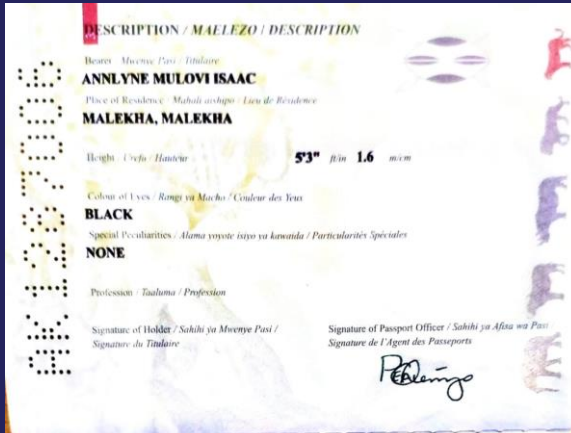 DESCRIPTION / MAELEZO / DESCRIPTION
Bearer / Mwenye Pasi / Titulaire
ANNLYNE MULOVI ISAAC
Place of Residence / Mahali aishipo / Lieu de Résidence
MALEKHA, MALEKHA
Height / Urefu / Hauteur 5'3" ft/in 1.6 m/cm
Colour of Eyes / Rangi ya Macho / Couleur des Yeux
BLACK
Special Peculiarities / Alama yoyote isiyo ya kawaida / Particularités Spéciales
NONE
Profession / Taaluma / Profession
Signature of Holder / Sahihi ya Mwenye Pasi /
Signature du Titulaire
Signature of Passport Officer / Sahihi ya Afisa wa Pasi
Signature de l'Agent des Passeports
AK1287006